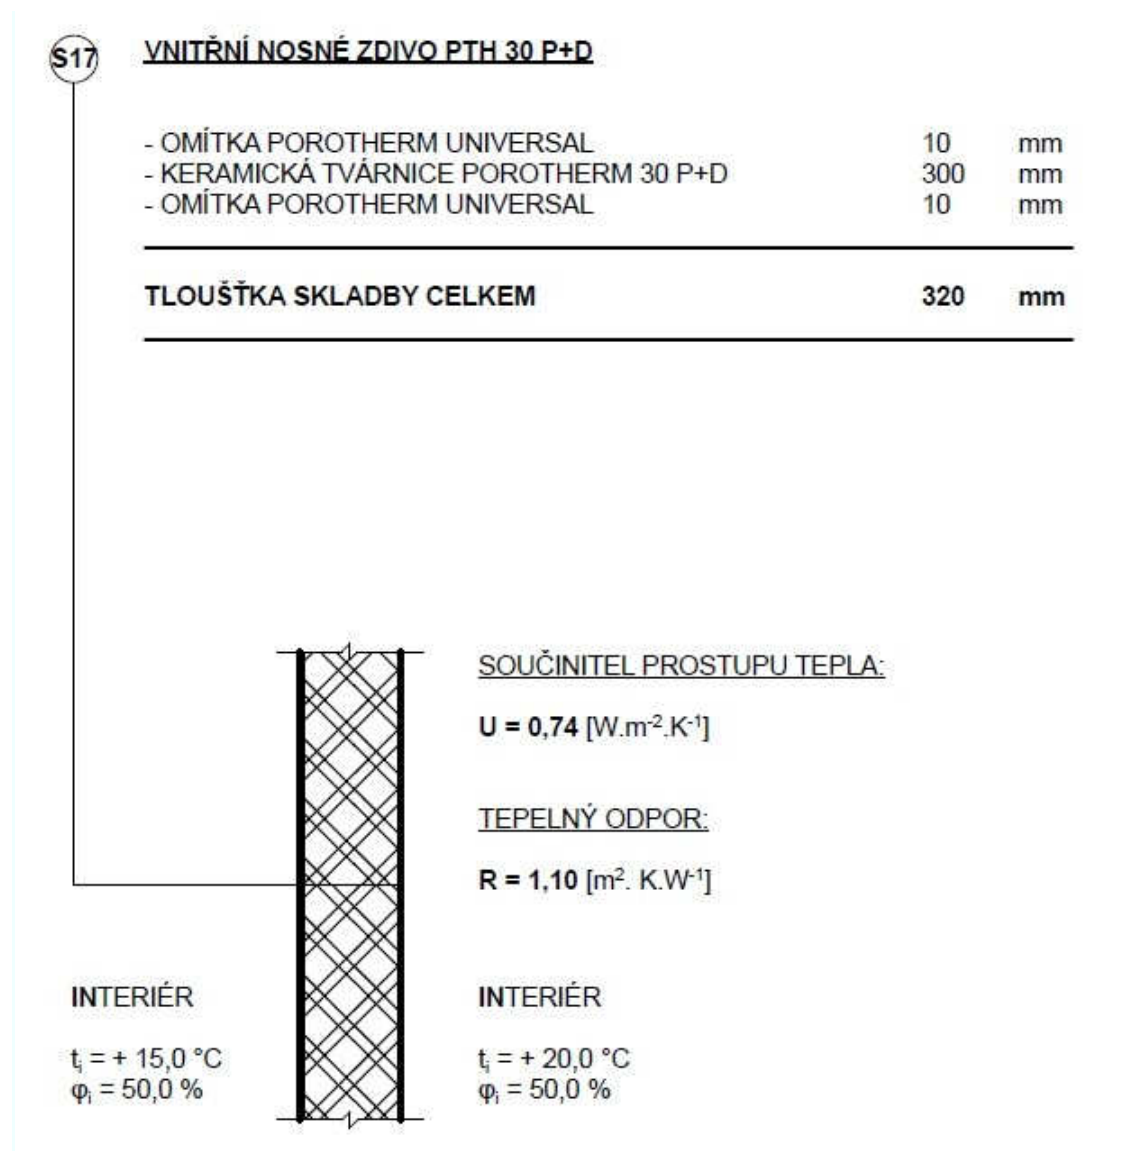 S17 VNITŘNÍ NOSNÉ ZDIVO PTH 30 P+D
- OMÍTKA POROTHERM UNIVERSAL 10 mm
- KERAMICKÁ TVÁRNICE POROTHERM 30 P+D 300 mm
- OMÍTKA POROTHERM UNIVERSAL 10 mm
TLOUŠŤKA SKLADBY CELKEM 320 mm
SOUČINITEL PROSTUPU TEPLA:
U = 0,74 [W.m⁻².K⁻¹]
TEPELNÝ ODPOR:
R = 1,10 [m². K.W⁻¹]
INTERIÉR
tᵢ = + 15,0 °C
φᵢ = 50,0 %
INTERIÉR
tᵢ = + 20,0 °C
φᵢ = 50,0 %